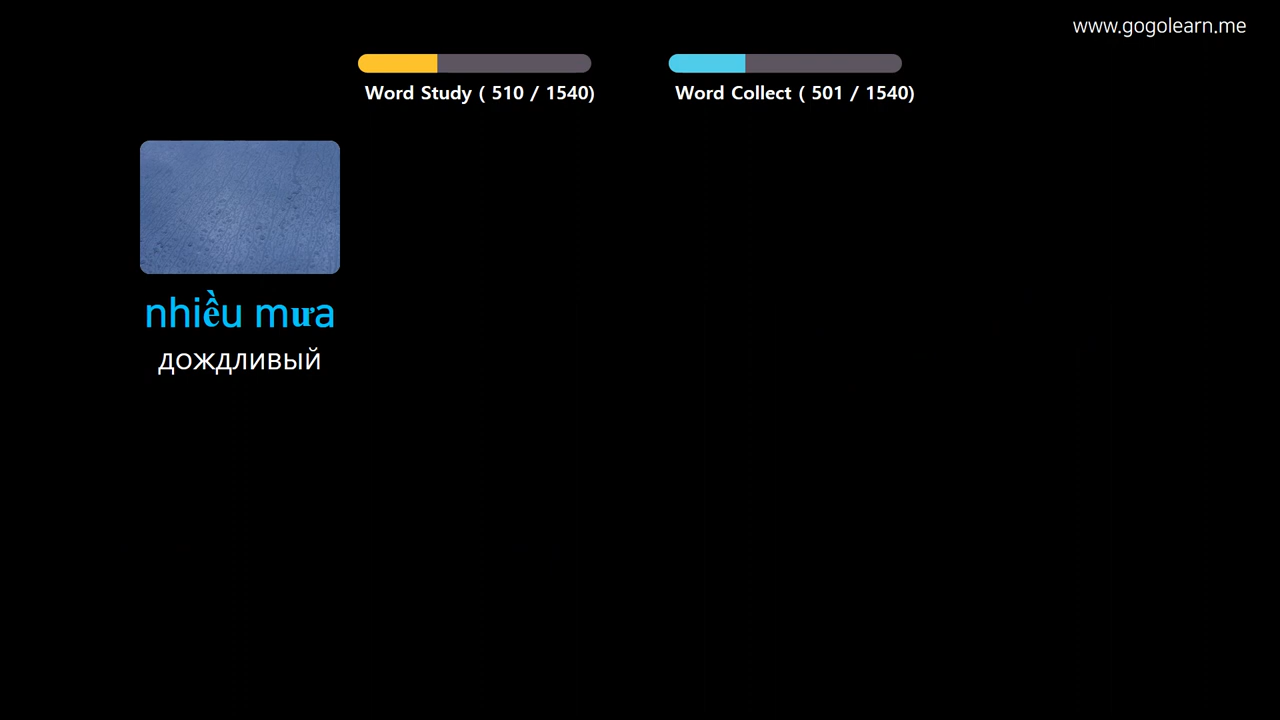 www.gogolearn.me
Word Study ( 510 / 1540)
Word Collect ( 501 / 1540)
nhiều mưa
дождливый